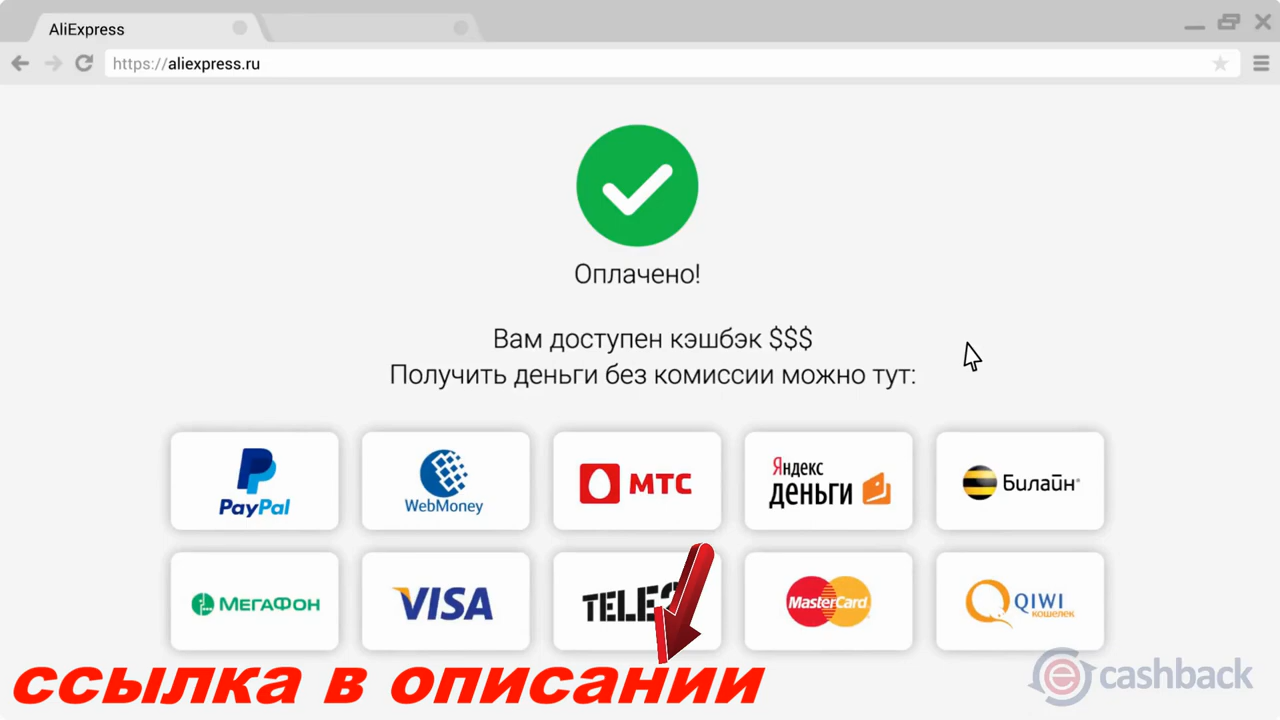 AliExpress
https://aliexpress.ru
Оплачено!
Вам доступен кэшбэк $$$
Получить деньги без комиссии можно тут:
PayPal
WebMoney
МТС
Яндекс
деньги
Билайн®
МегаФон
VISA
MasterCard
QIWI
кошелек
ссылка в описании
e cashback